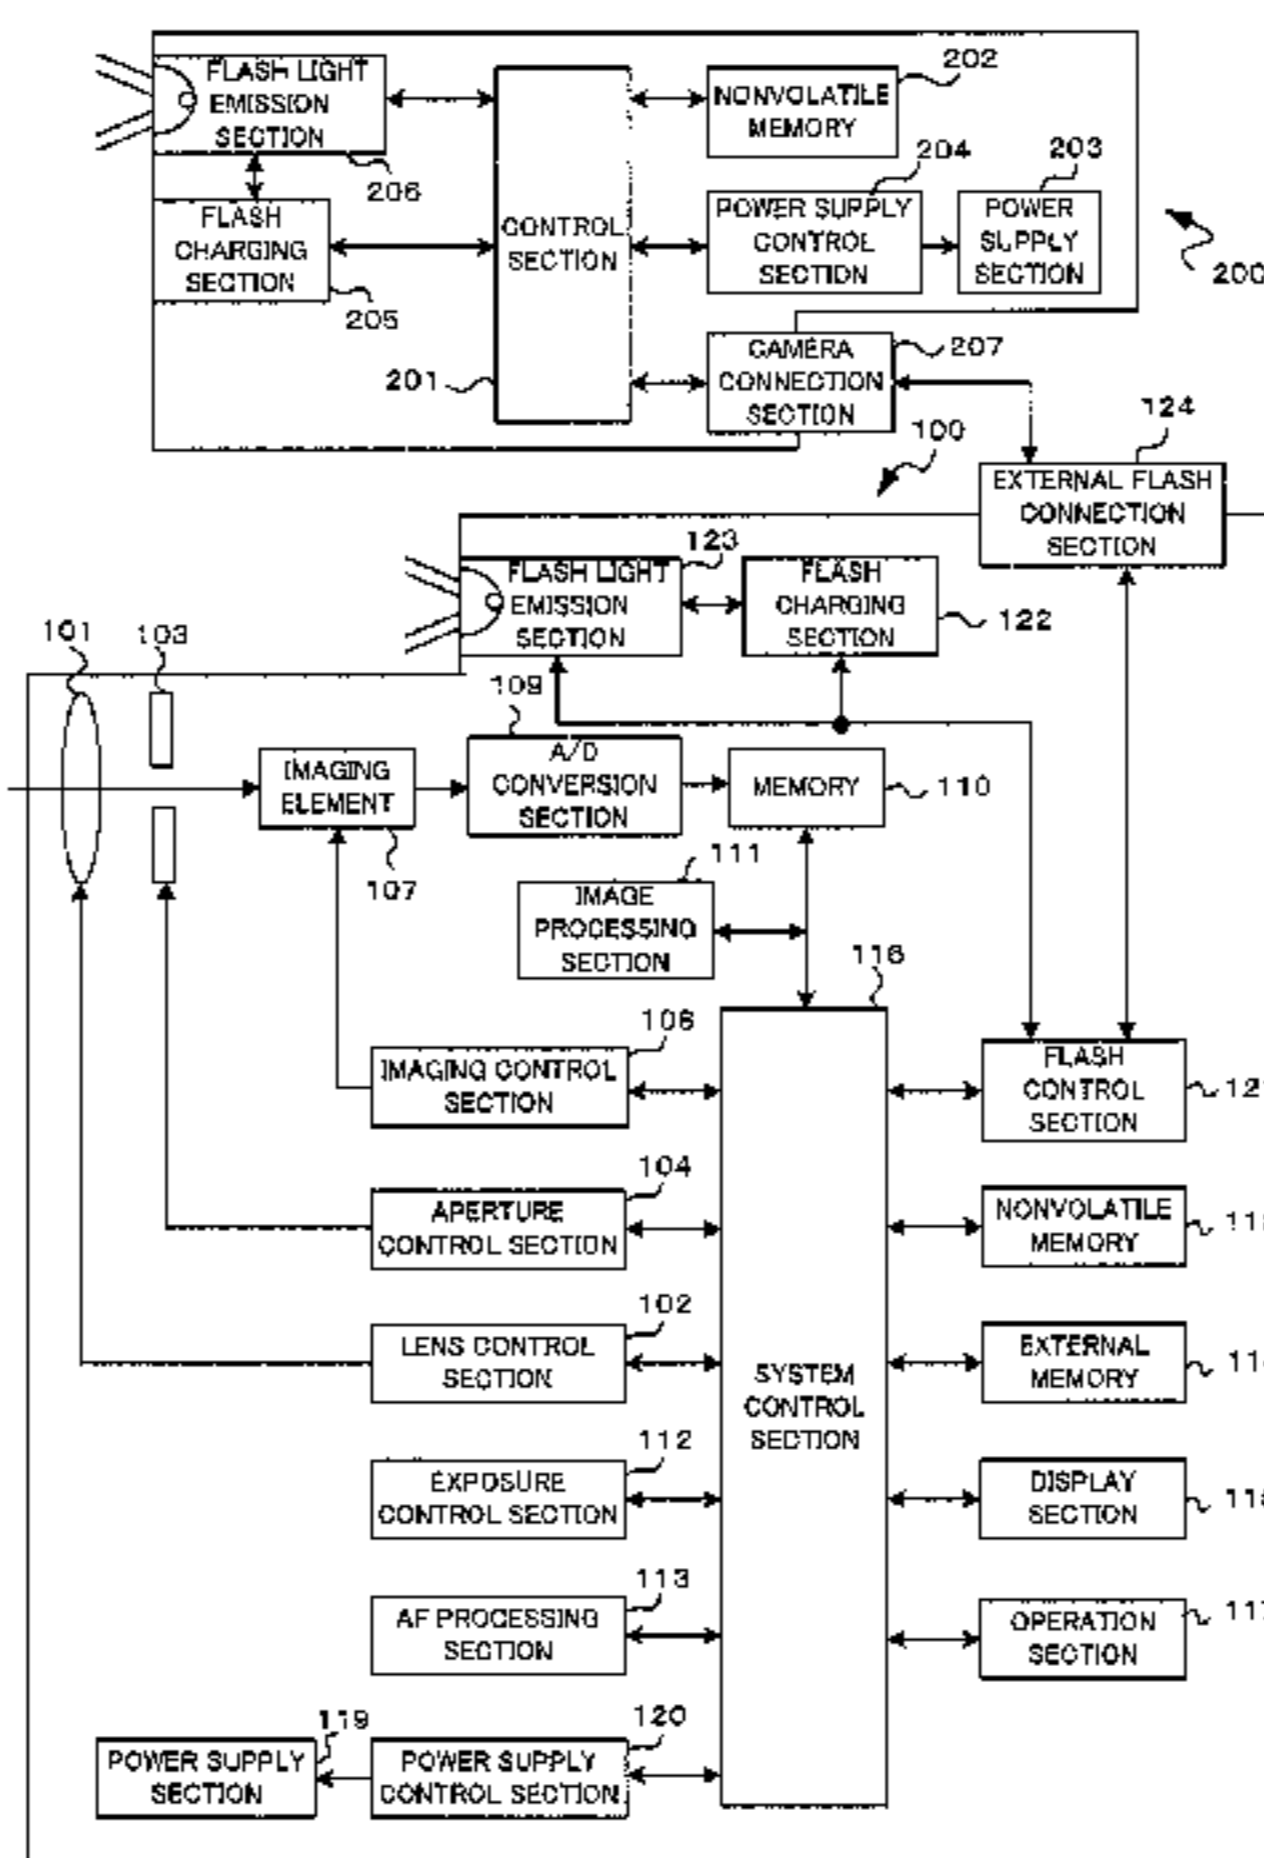 FLASH LIGHT
EMISSION
SECTION
206
FLASH
CHARGING
SECTION
205
CONTROL
SECTION
201
NONVOLATILE
MEMORY
202
POWER SUPPLY
CONTROL
SECTION
204
POWER
SUPPLY
SECTION
203
200
CAMERA
CONNECTION
SECTION
207
100
124
EXTERNAL FLASH
CONNECTION
SECTION
123
FLASH LIGHT
EMISSION
SECTION
FLASH
CHARGING
SECTION
122
101
103
109
IMAGING
ELEMENT
107
A/D
CONVERSION
SECTION
MEMORY
110
111
IMAGE
PROCESSING
SECTION
116
SYSTEM
CONTROL
SECTION
IMAGING CONTROL
SECTION
104
APERTURE
CONTROL SECTION
102
LENS CONTROL
SECTION
112
EXPOSURE
CONTROL SECTION
113
AF PROCESSING
SECTION
119
POWER SUPPLY
SECTION
120
POWER SUPPLY
CONTROL SECTION
FLASH
CONTROL
SECTION
NONVOLATILE
MEMORY
EXTERNAL
MEMORY
DISPLAY
SECTION
OPERATION
SECTION
117